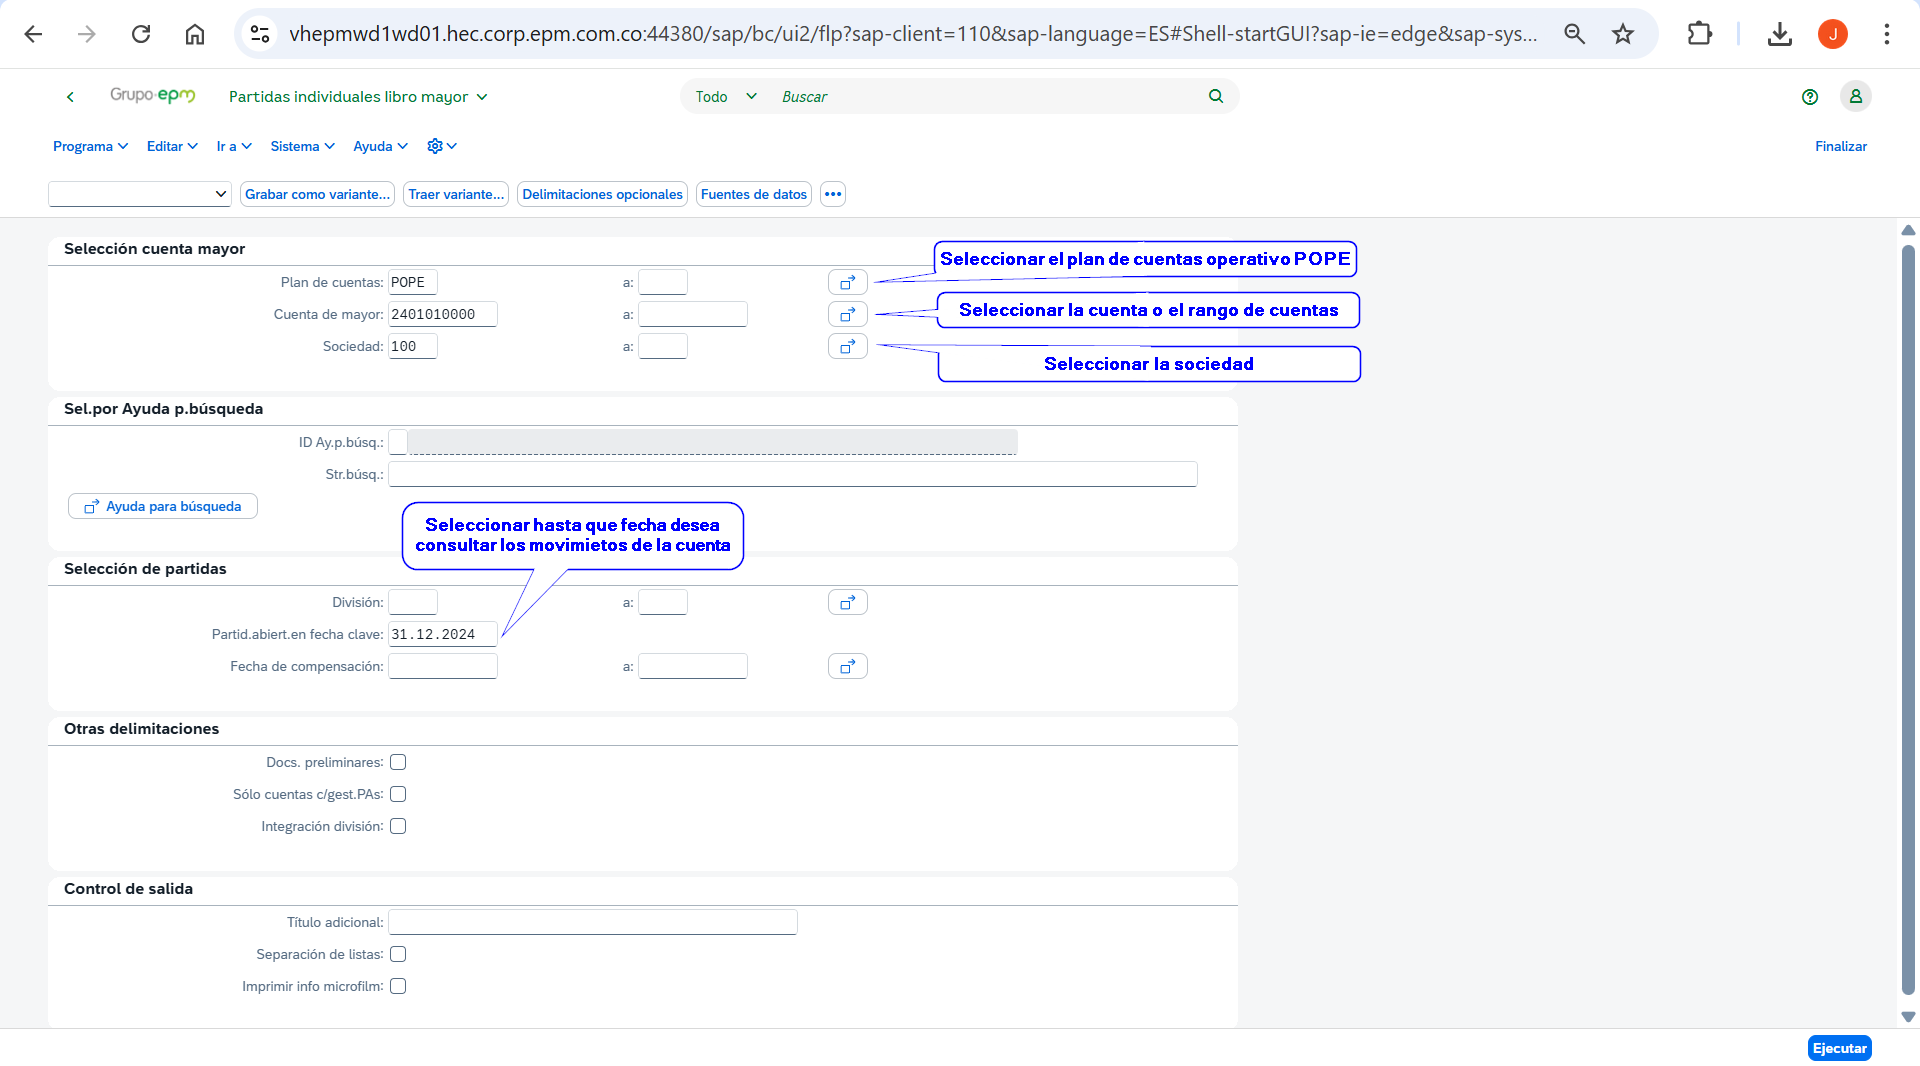 vhepmwd1wd01.hec.corp.epm.com.co:44380/sap/bc/ui2/flp?sap-client=110&sap-language=ES#Shell-startGUI?sap-ie=edge&sap-sys...
J
Grupo·epm
Partidas individuales libro mayor
Todo
Buscar
Programa
Editar
Ir a
Sistema
Ayuda
Finalizar
Grabar como variante...
Traer variante...
Delimitaciones opcionales
Fuentes de datos
Selección cuenta mayor
Seleccionar el plan de cuentas operativo POPE
Plan de cuentas: POPE a:
Seleccionar la cuenta o el rango de cuentas
Cuenta de mayor: 2401010000 a:
Sociedad: 100 a:
Seleccionar la sociedad
Sel.por Ayuda p.búsqueda
ID Ay.p.búsq.:
Str.búsq.:
Ayuda para búsqueda
Seleccionar hasta que fecha desea
consultar los movimietos de la cuenta
Selección de partidas
División: a:
Partid.abiert.en fecha clave: 31.12.2024
Fecha de compensación: a:
Otras delimitaciones
Docs. preliminares:
Sólo cuentas c/gest.PAs:
Integración división:
Control de salida
Título adicional:
Separación de listas:
Imprimir info microfilm:
Ejecutar